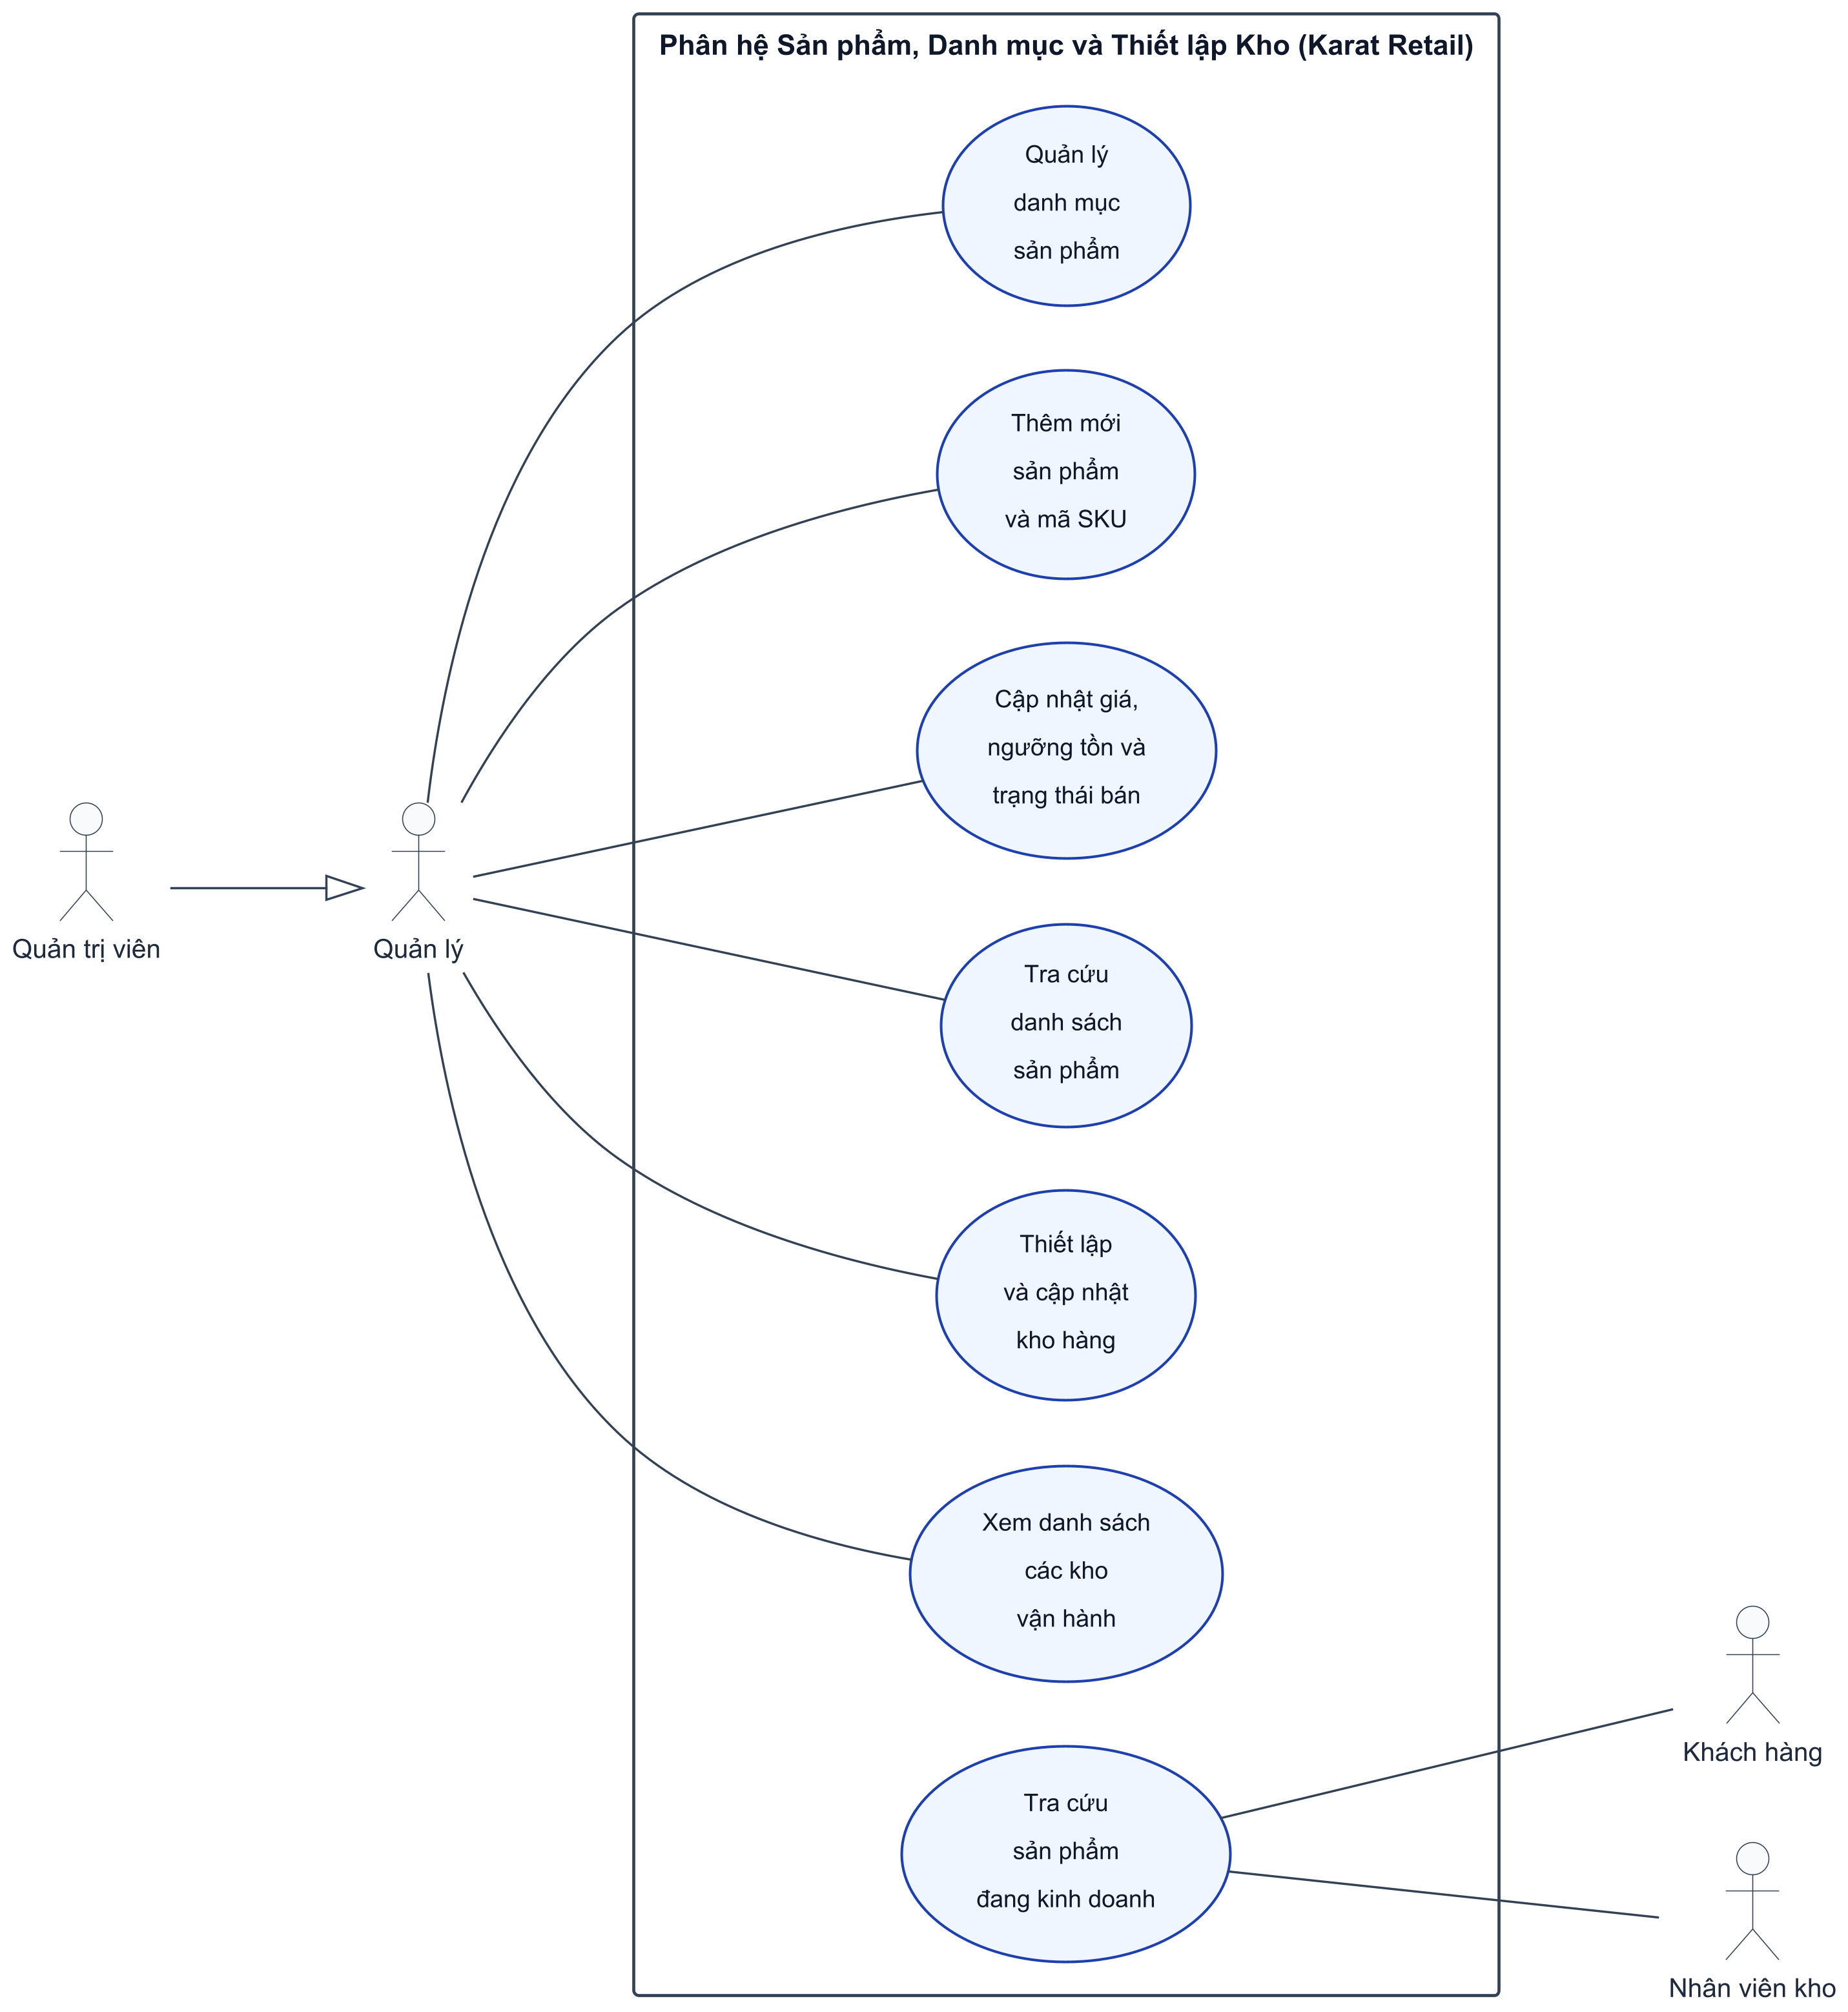 Phân hệ Sản phẩm, Danh mục và Thiết lập Kho (Karat Retail)
Quản lý
danh mục
sản phẩm
Thêm mới
sản phẩm
và mã SKU
Cập nhật giá,
ngưỡng tồn và
trạng thái bán
Quản trị viên
Quản lý
Tra cứu
danh sách
sản phẩm
Thiết lập
và cập nhật
kho hàng
Xem danh sách
các kho
vận hành
Khách hàng
Tra cứu
sản phẩm
đang kinh doanh
Nhân viên kho